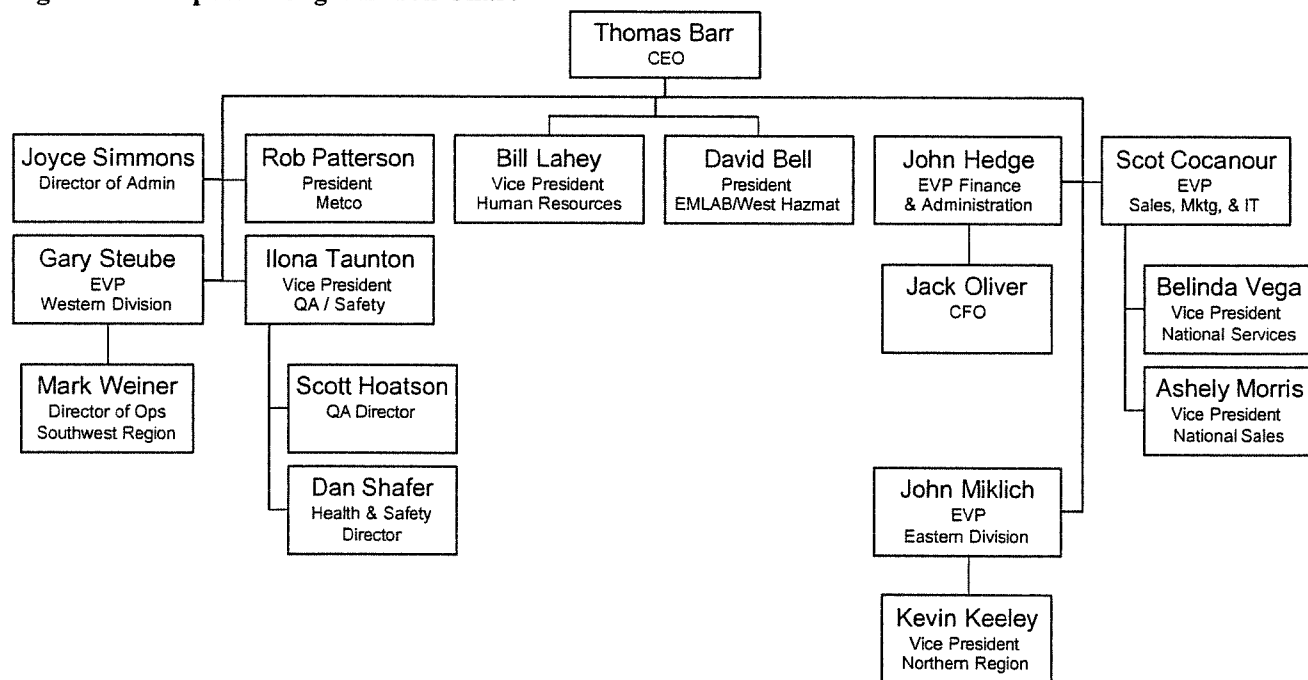 Thomas Barr
CEO
Joyce Simmons
Director of Admin
Rob Patterson
President
Metco
Bill Lahey
Vice President
Human Resources
David Bell
President
EMLAB/West Hazmat
John Hedge
EVP Finance
& Administration
Scot Cocanour
EVP
Sales, Mktg, & IT
Gary Steube
EVP
Western Division
Ilona Taunton
Vice President
QA / Safety
Jack Oliver
CFO
Belinda Vega
Vice President
National Services
Mark Weiner
Director of Ops
Southwest Region
Scott Hoatson
QA Director
Ashely Morris
Vice President
National Sales
Dan Shafer
Health & Safety
Director
John Miklich
EVP
Eastern Division
Kevin Keeley
Vice President
Northern Region